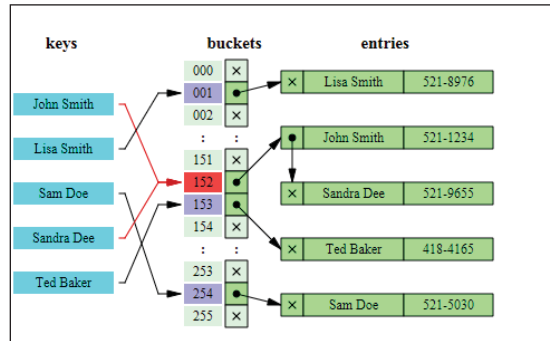 keys buckets entries
000 ×
001 × Lisa Smith 521-8976
John Smith
002 ×
: :
Lisa Smith
John Smith 521-1234
151 ×
152
Sam Doe
× Sandra Dee 521-9655
153
154 ×
Sandra Dee
: :
× Ted Baker 418-4165
253 ×
Ted Baker
254
× Sam Doe 521-5030
255 ×